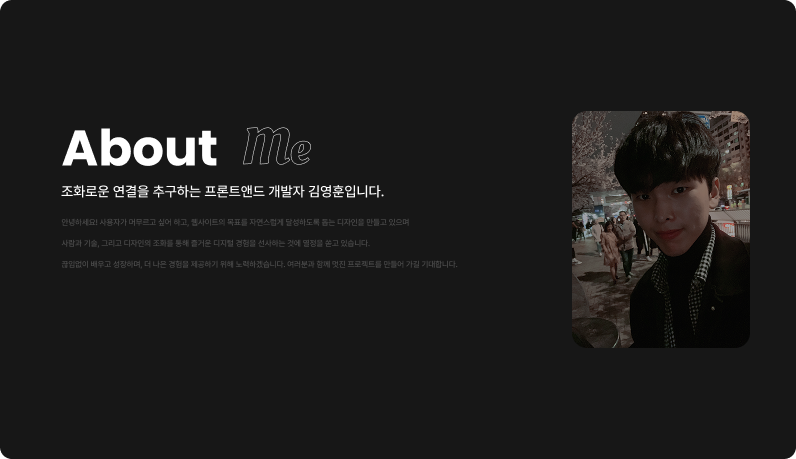 About Me
조화로운 연결을 추구하는 프론트앤드 개발자 김영훈입니다.
안녕하세요! 사용자가 머무르고 싶어 하고, 웹사이트의 목표를 자연스럽게 달성하도록 돕는 디자인을 만들고 있으며
사람과 기술, 그리고 디자인의 조화를 통해 즐거운 디지털 경험을 선사하는 것에 열정을 쏟고 있습니다.
끊임없이 배우고 성장하며, 더 나은 경험을 제공하기 위해 노력하겠습니다. 여러분과 함께 멋진 프로젝트를 만들어 가길 기대합니다.